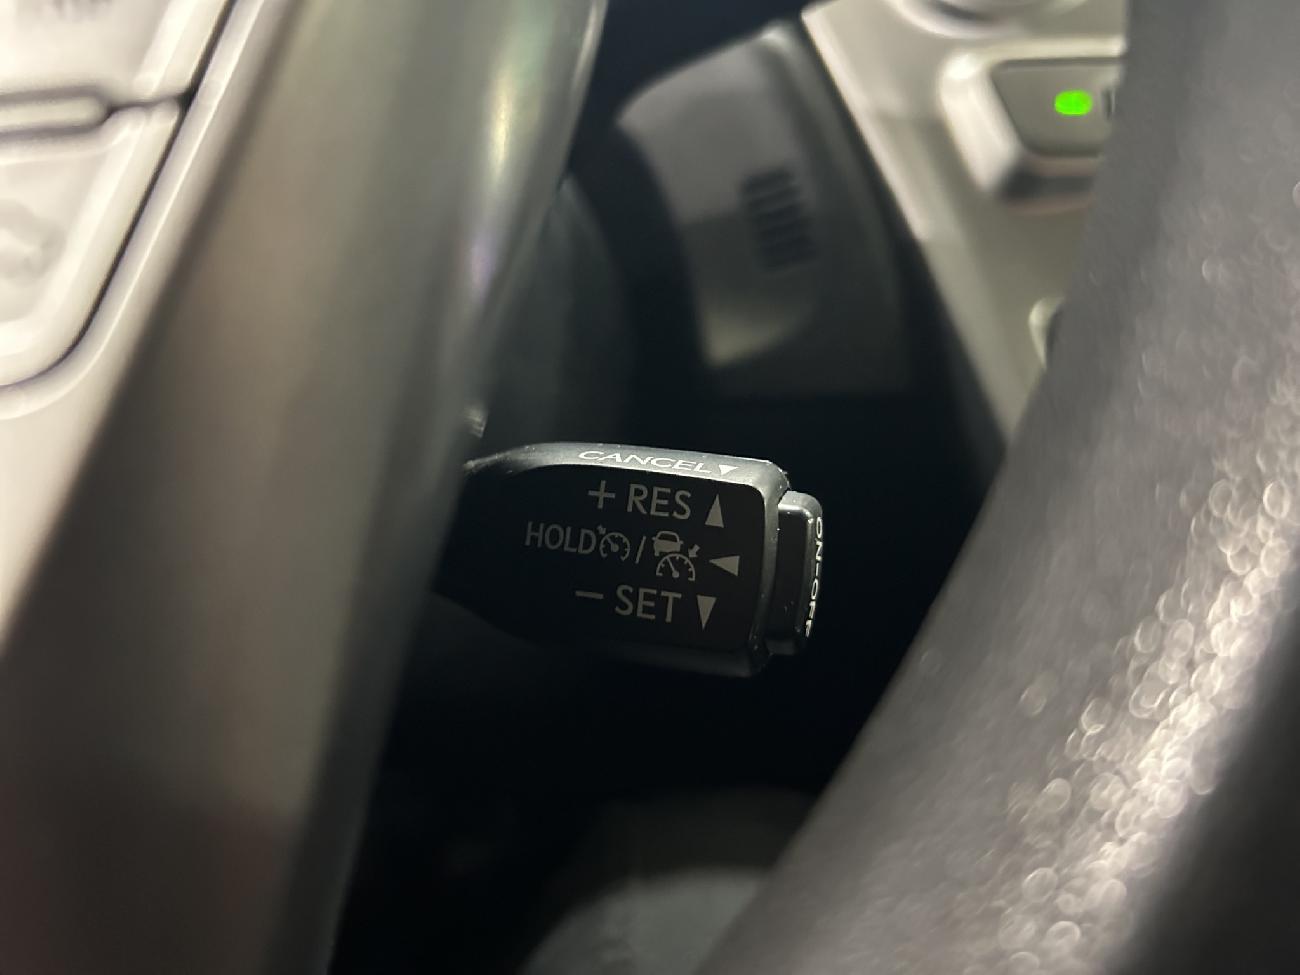 CANCEL
+ RES
HOLD /
− SET
ON-OFF